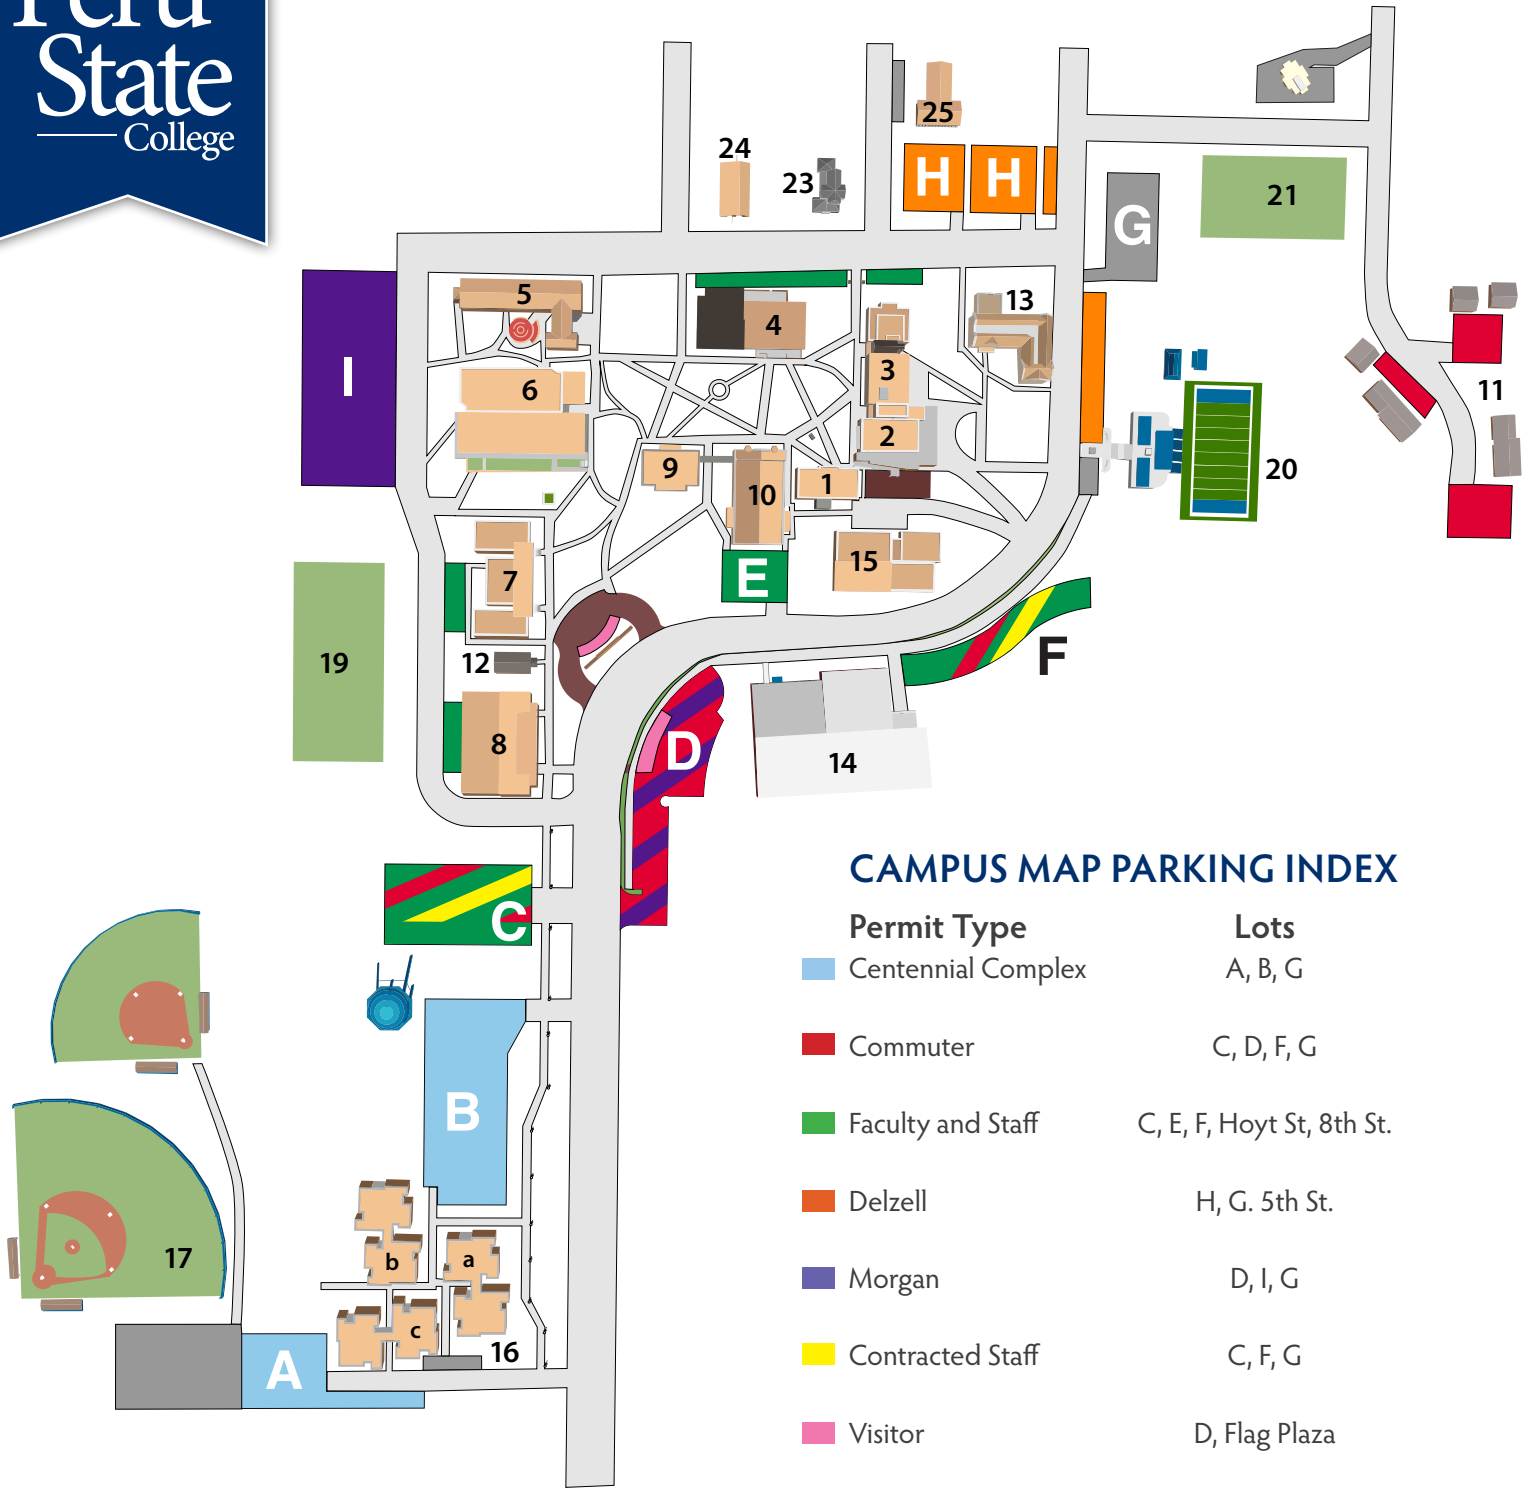 Peru
State
College
25
24
23
H
H
G
21
5
4
13
3
I
6
11
2
9
10
1
20
15
7
E
12
19
F
D
8
14
C
CAMPUS MAP PARKING INDEX
Permit Type Lots
Centennial Complex A, B, G
Commuter C, D, F, G
Faculty and Staff C, E, F, Hoyt St, 8th St.
Delzell H, G. 5th St.
Morgan D, I, G
Contracted Staff C, F, G
Visitor D, Flag Plaza
B
17
b
a
c
16
A